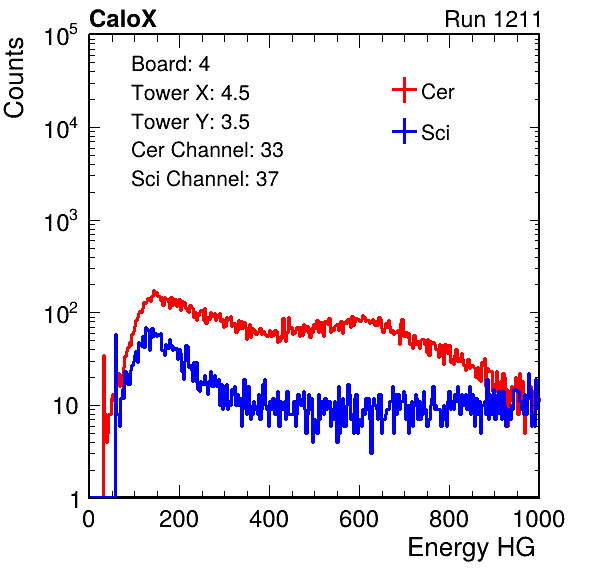 CaloX Run 1211
Counts
Board: 4
Tower X: 4.5
Tower Y: 3.5
Cer Channel: 33
Sci Channel: 37
Cer
Sci
10^5
10^4
10^3
10^2
10
1
0 200 400 600 800 1000
Energy HG